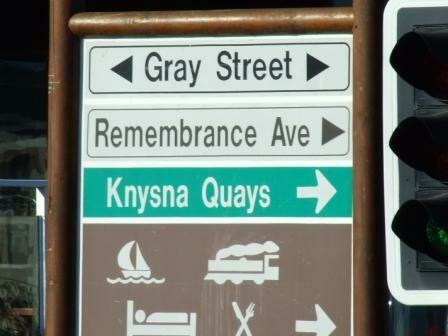 Gray Street
Remembrance Ave
Knysna Quays